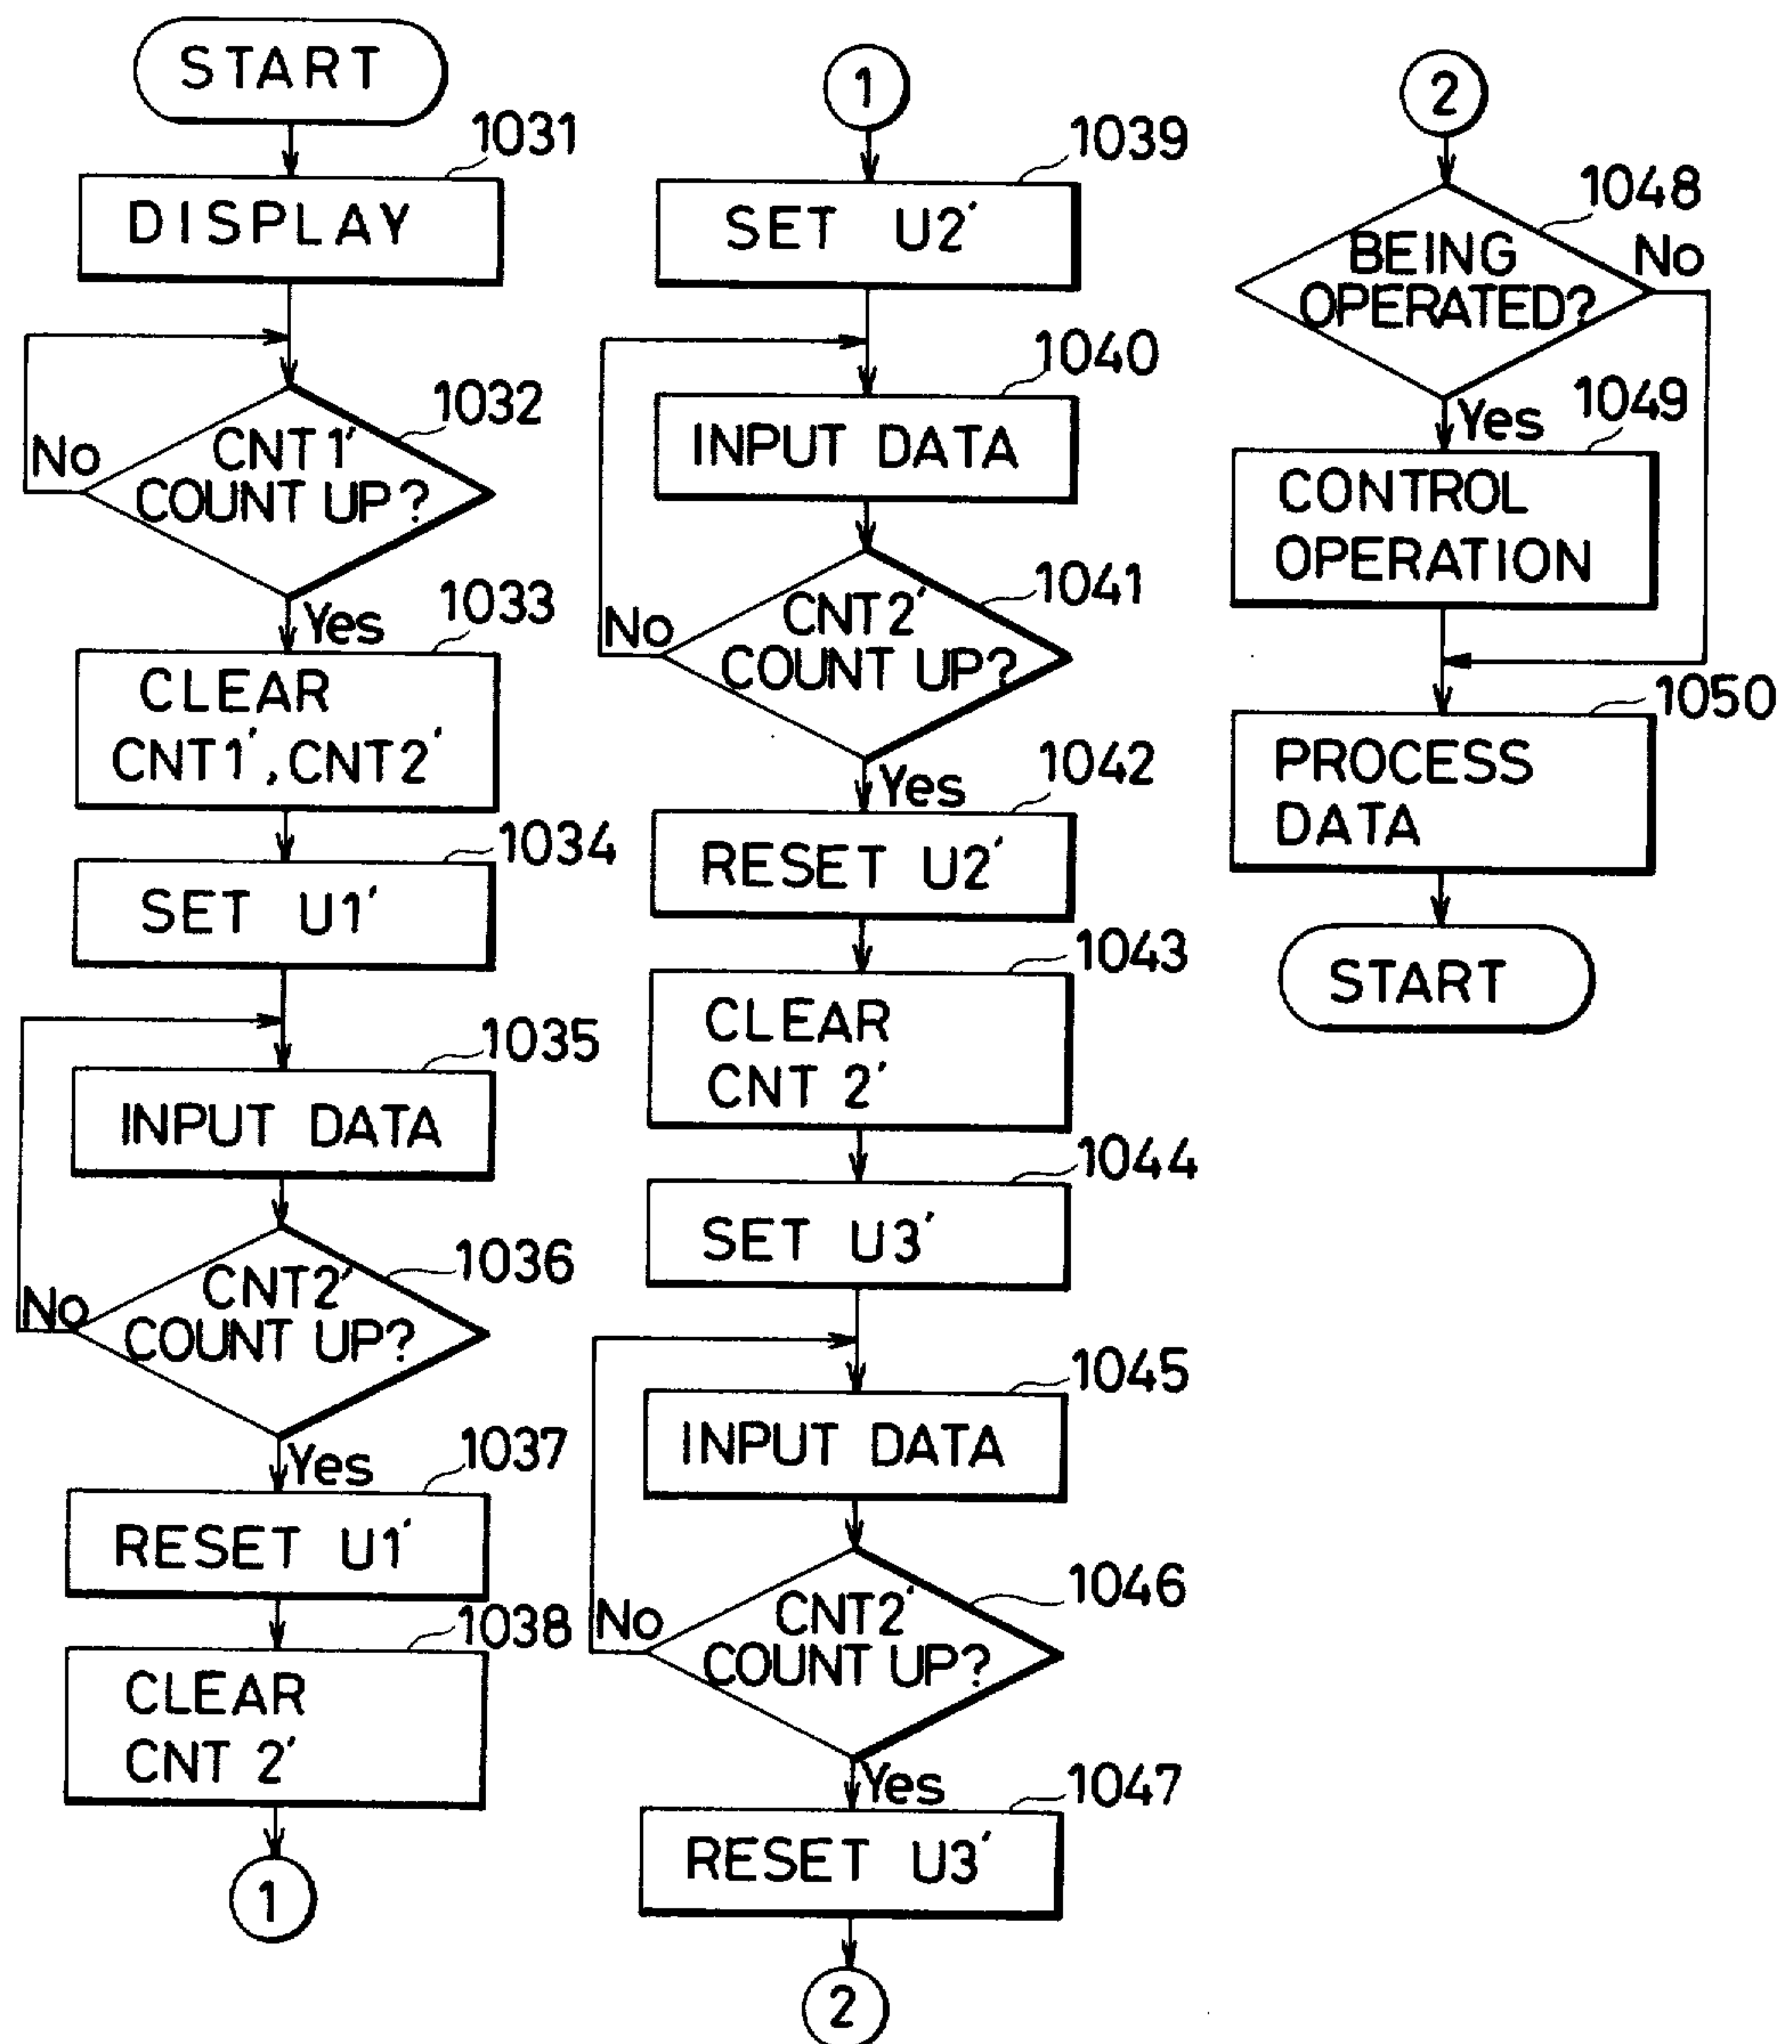 START
1031
DISPLAY
1032
CNT1'
COUNT UP?
No
Yes
1033
CLEAR
CNT1', CNT2'
1034
SET U1'
1035
INPUT DATA
1036
CNT2'
COUNT UP?
No
Yes
1037
RESET U1'
1038
CLEAR
CNT 2'
1
1
1039
SET U2'
1040
INPUT DATA
1041
CNT2'
COUNT UP?
No
Yes
1042
RESET U2'
1043
CLEAR
CNT 2'
1044
SET U3'
1045
INPUT DATA
1046
CNT2'
COUNT UP?
No
Yes
1047
RESET U3'
2
2
1048
BEING
OPERATED?
No
Yes
1049
CONTROL
OPERATION
1050
PROCESS
DATA
START